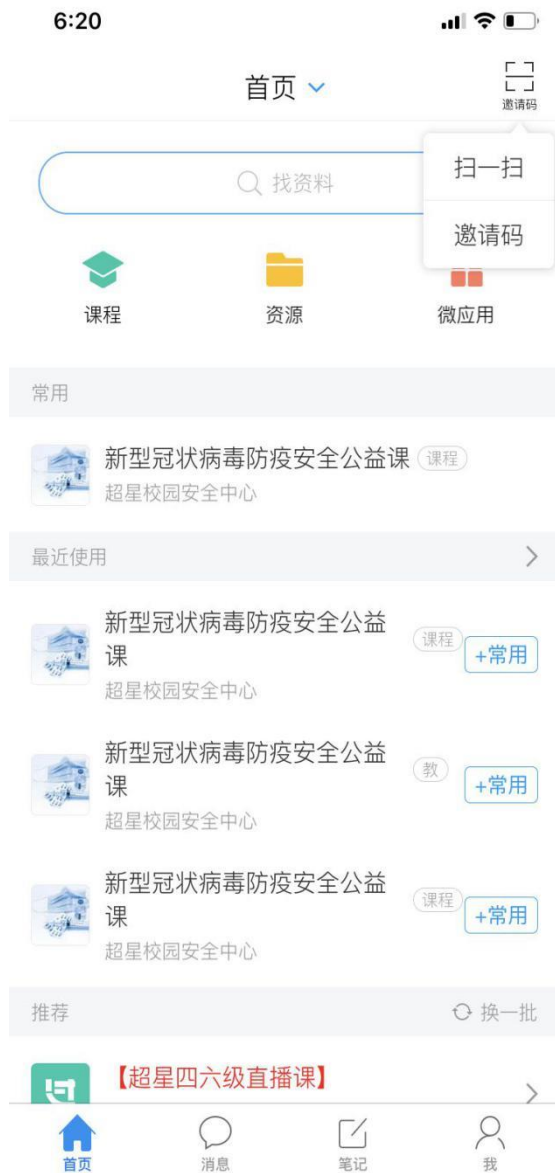 6:20
首页
邀请码
找资料
扫一扫
邀请码
课程
资源
微应用
常用
新型冠状病毒防疫安全公益课 课程
超星校园安全中心
最近使用
新型冠状病毒防疫安全公益
课
课程
+常用
超星校园安全中心
新型冠状病毒防疫安全公益
课
教
+常用
超星校园安全中心
新型冠状病毒防疫安全公益
课
课程
+常用
超星校园安全中心
推荐
换一批
【超星四六级直播课】
首页
消息
笔记
我